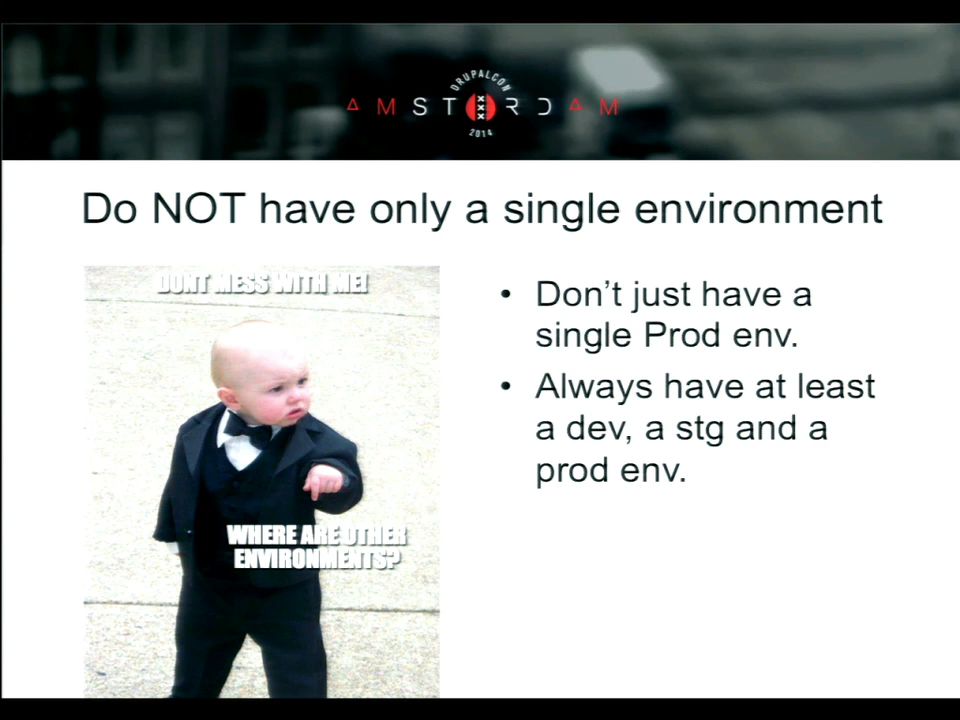 DRUPALCON
AMSTERDAM
2014
Do NOT have only a single environment
DONT MESS WITH ME!
WHERE ARE OTHER
ENVIRONMENTS?
• Don't just have a
single Prod env.
• Always have at least
a dev, a stg and a
prod env.